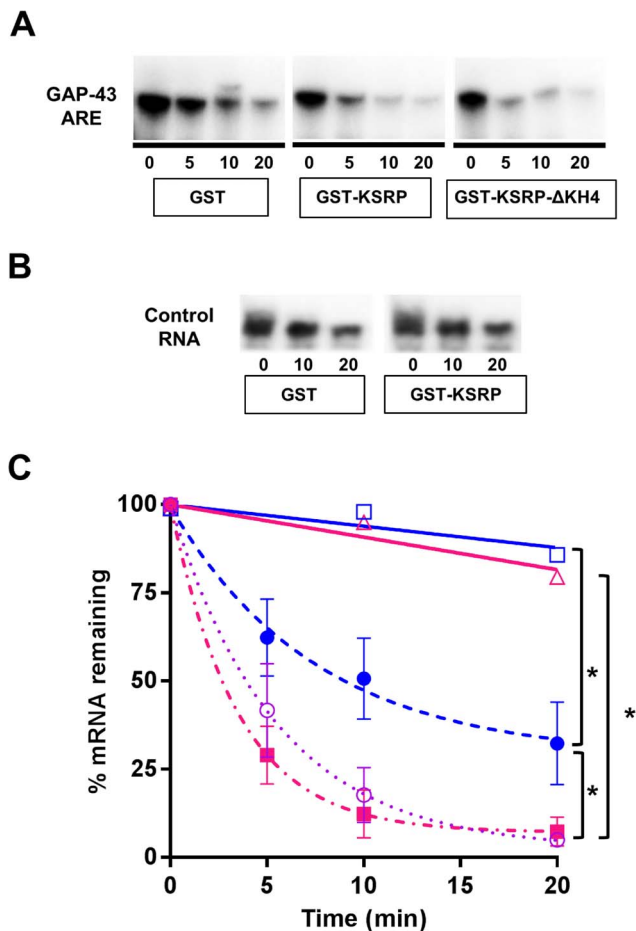 A
GAP-43
ARE
0 5 10 20 0 5 10 20 0 5 10 20
GST GST-KSRP GST-KSRP-ΔKH4
B
Control
RNA
0 10 20 0 10 20
GST GST-KSRP
C
100
75
50
25
0
% mRNA remaining
* * *
0 5 10 15 20
Time (min)